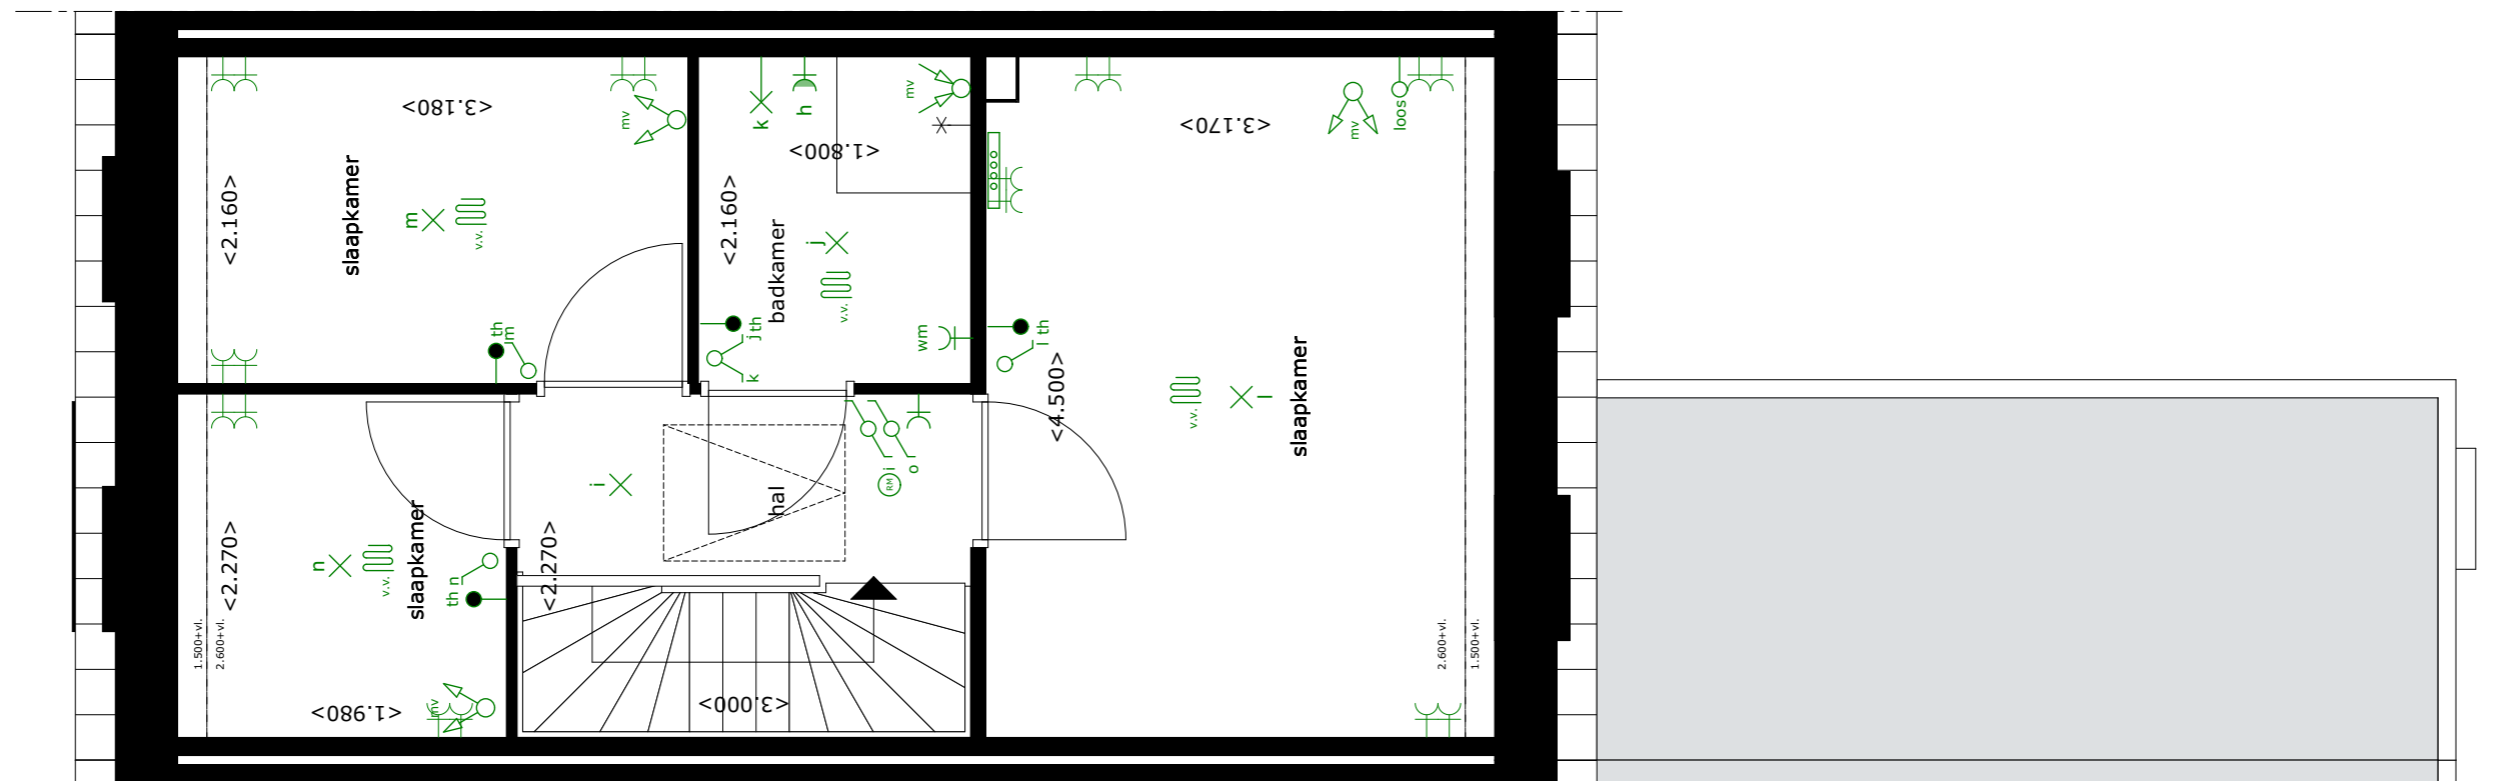 <3.180>
mv
k
h
mv
<1.800>
<3.170>
mv
loos
slaapkamer
<2.160>
m
v.v.
<2.160>
badkamer
j
v.v.
th
m
j th
k
wm
l th
<4.500>
v.v.
l
slaapkamer
i
hal
RM
i
o
n
v.v.
slaapkamer
th n
<2.270>
<2.270>
1.500+vl.
2.600+vl.
<1.980>
mv
<3.000>
2.600+vl.
1.500+vl.